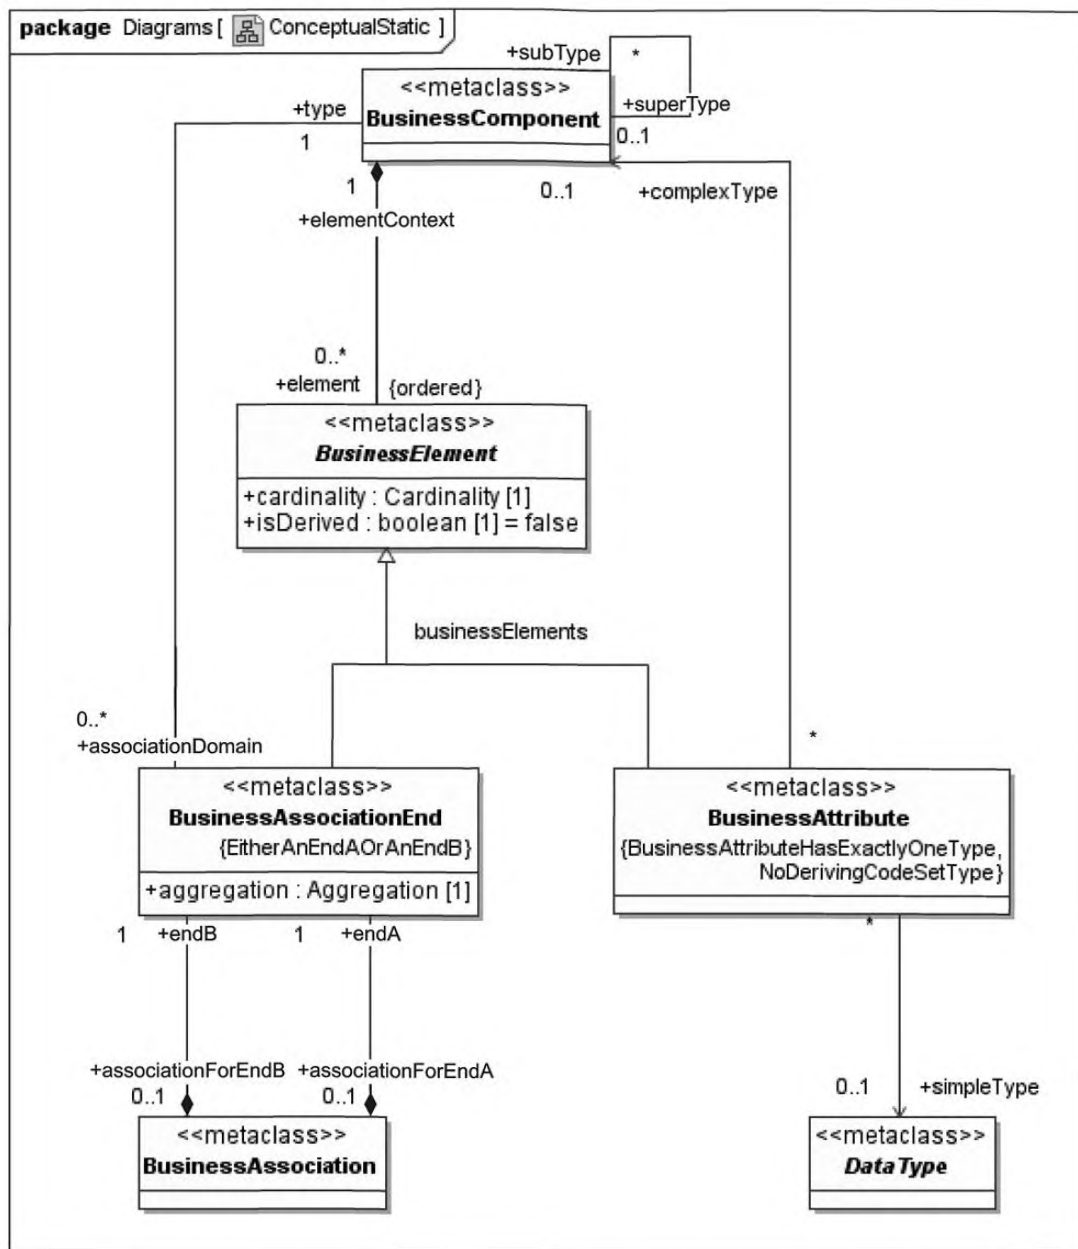 package Diagrams [ ConceptualStatic ]
+subType
*
<<metaclass>>
BusinessComponent
+superType
0..1
+type
1
1
+elementContext
0..1
+complexType
0..*
+element
{ordered}
<<metaclass>>
BusinessElement
+cardinality : Cardinality [1]
+isDerived : boolean [1] = false
businessElements
0..*
+associationDomain
*
<<metaclass>>
BusinessAssociationEnd
{EitherAnEndAOrAnEndB}
+aggregation : Aggregation [1]
<<metaclass>>
BusinessAttribute
{BusinessAttributeHasExactlyOneType,
NoDerivingCodeSetType}
1
+endB
1
+endA
*
+associationForEndB
0..1
+associationForEndA
0..1
0..1
+simpleType
<<metaclass>>
BusinessAssociation
<<metaclass>>
DataType